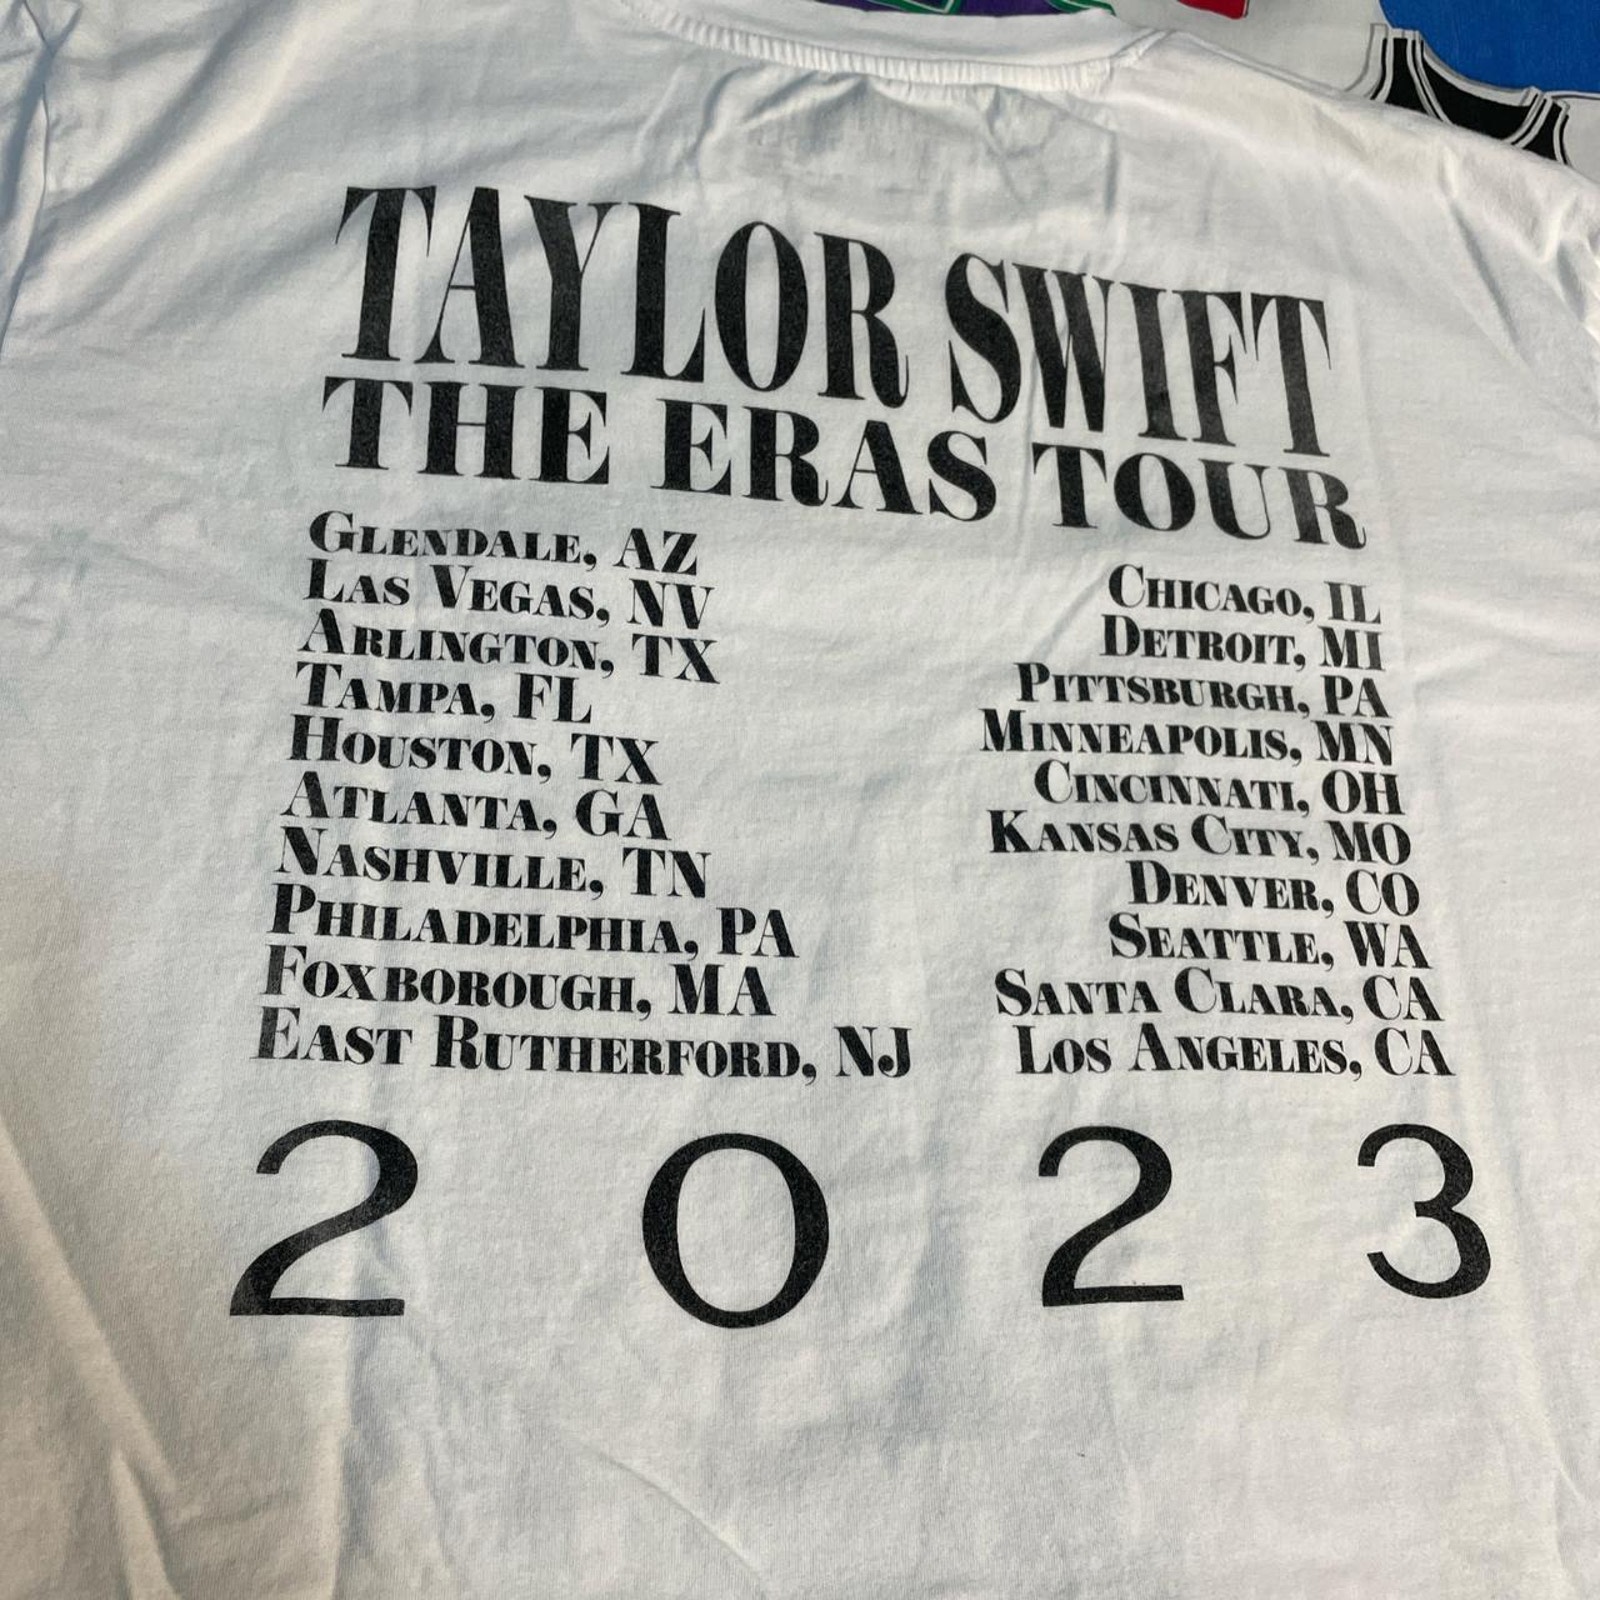 TAYLOR SWIFT
THE ERAS TOUR
GLENDALE, AZ
LAS VEGAS, NV
ARLINGTON, TX
TAMPA, FL
HOUSTON, TX
ATLANTA, GA
NASHVILLE, TN
PHILADELPHIA, PA
FOXBOROUGH, MA
EAST RUTHERFORD, NJ
CHICAGO, IL
DETROIT, MI
PITTSBURGH, PA
MINNEAPOLIS, MN
CINCINNATI, OH
KANSAS CITY, MO
DENVER, CO
SEATTLE, WA
SANTA CLARA, CA
LOS ANGELES, CA
2023